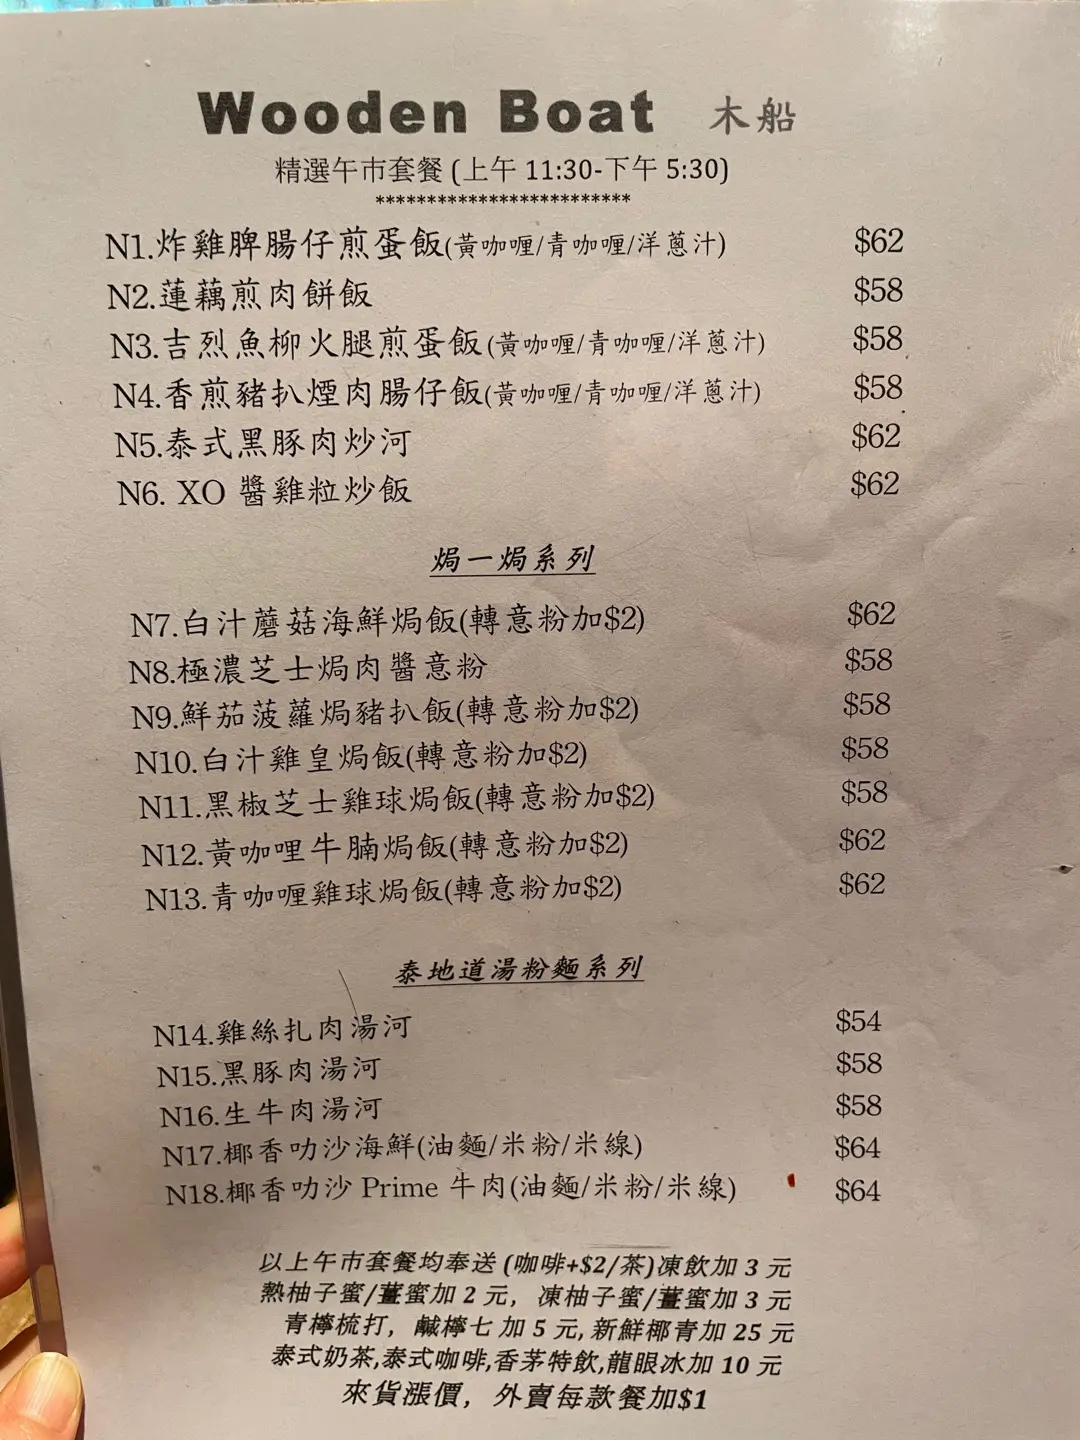 Wooden Boat 木船
精選午市套餐 (上午 11:30-下午 5:30)
*************************
N1.炸雞脾腸仔煎蛋飯(黃咖喱/青咖喱/洋蔥汁) $62
N2.蓮藕煎肉餅飯 $58
N3.吉烈魚柳火腿煎蛋飯(黃咖喱/青咖喱/洋蔥汁) $58
N4.香煎豬扒煙肉腸仔飯(黃咖喱/青咖喱/洋蔥汁) $58
N5.泰式黑豚肉炒河 $62
N6. XO 醬雞粒炒飯 $62
焗一焗系列
N7.白汁蘑菇海鮮焗飯(轉意粉加$2) $62
N8.極濃芝士焗肉醬意粉 $58
N9.鮮茄菠蘿焗豬扒飯(轉意粉加$2) $58
N10.白汁雞皇焗飯(轉意粉加$2) $58
N11.黑椒芝士雞球焗飯(轉意粉加$2) $58
N12.黃咖哩牛腩焗飯(轉意粉加$2) $62
N13.青咖喱雞球焗飯(轉意粉加$2) $62
泰地道湯粉麵系列
N14.雞絲扎肉湯河 $54
N15.黑豚肉湯河 $58
N16.生牛肉湯河 $58
N17.椰香叻沙海鮮(油麵/米粉/米線) $64
N18.椰香叻沙 Prime 牛肉(油麵/米粉/米線) $64
以上午市套餐均奉送 (咖啡+$2/茶)凍飲加 3 元
熱柚子蜜/薑蜜加 2 元, 凍柚子蜜/薑蜜加 3 元
青檸梳打, 鹹檸七 加 5 元,新鮮椰青加 25 元
泰式奶茶,泰式咖啡,香茅特飲,龍眼冰加 10 元
來貨漲價, 外賣每款餐加$1